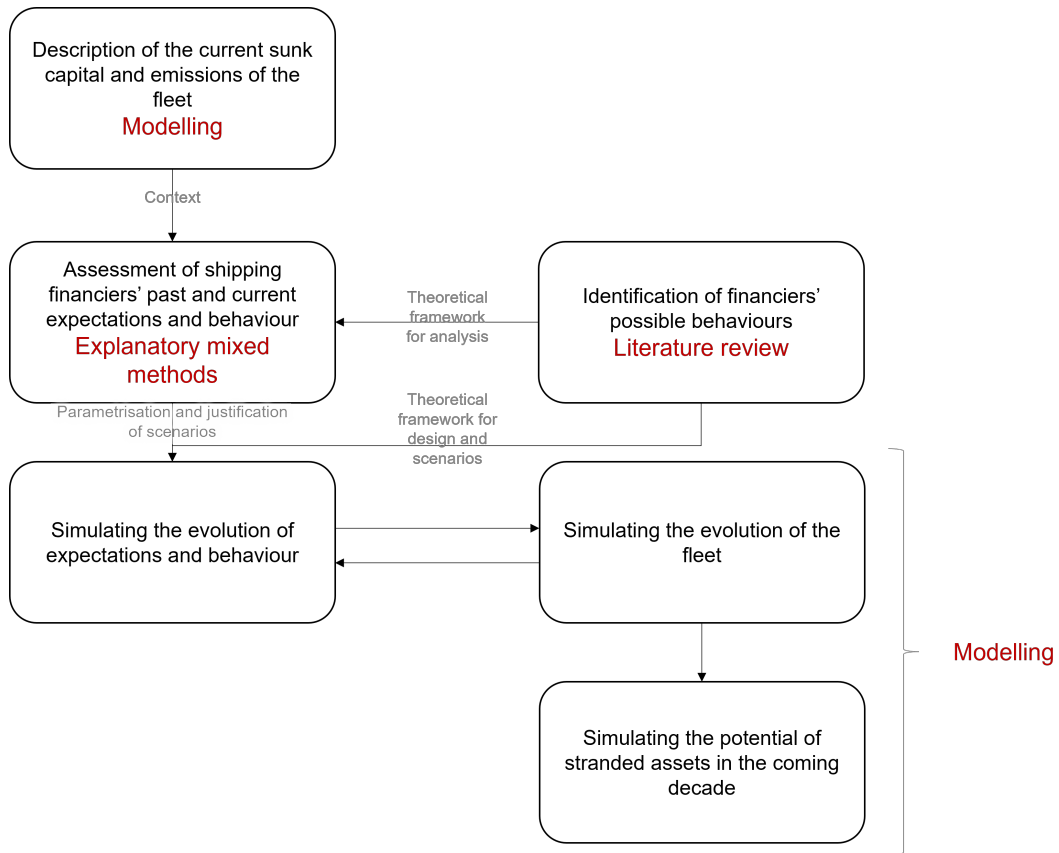 Description of the current sunk
capital and emissions of the
fleet
Modelling
Context
Assessment of shipping
financiers’ past and current
expectations and behaviour
Explanatory mixed
methods
Theoretical
framework
for analysis
Identification of financiers’
possible behaviours
Literature review
Parametrisation and justification
of scenarios
Theoretical
framework for
design and
scenarios
Simulating the evolution of
expectations and behaviour
Simulating the evolution of the
fleet
Modelling
Simulating the potential of
stranded assets in the coming
decade